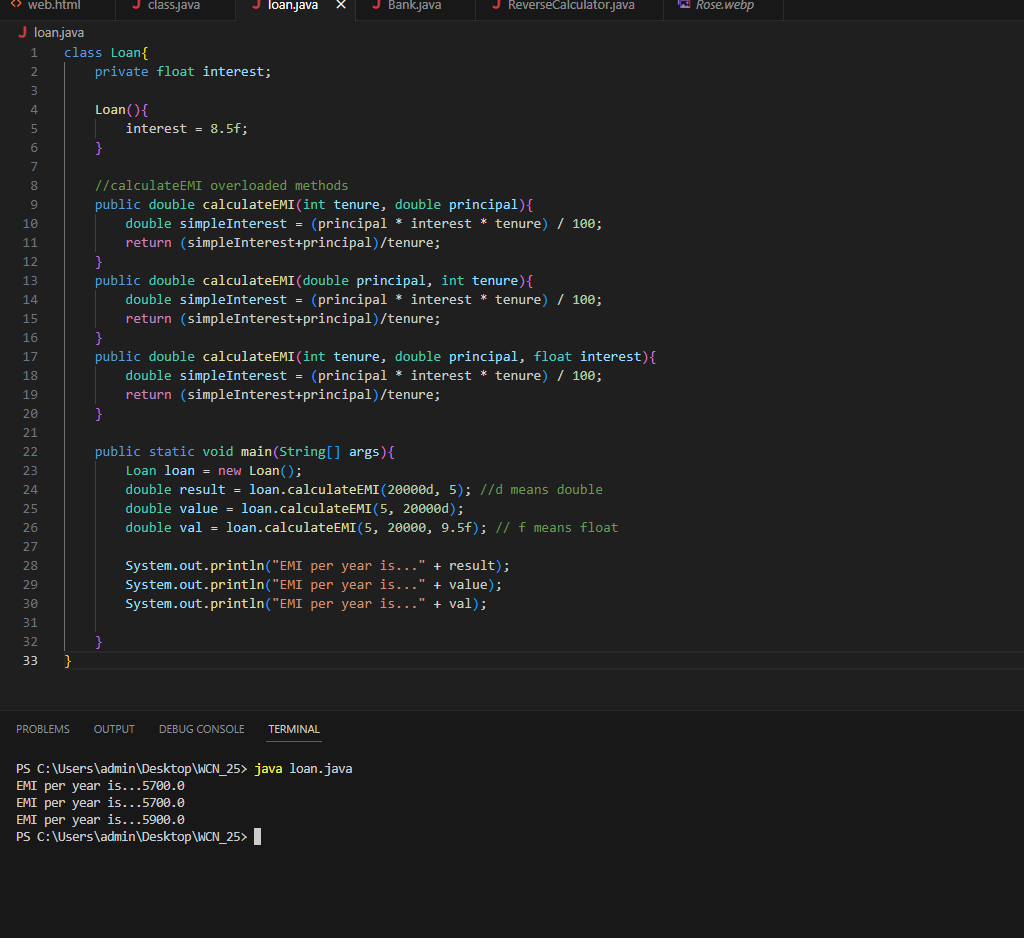 web.html class.java loan.java Bank.java ReverseCalculator.java Rose.webp
loan.java
1 class Loan{
2     private float interest;
3
4     Loan(){
5         interest = 8.5f;
6     }
7
8     //calculateEMI overloaded methods
9     public double calculateEMI(int tenure, double principal){
10         double simpleInterest = (principal * interest * tenure) / 100;
11         return (simpleInterest+principal)/tenure;
12     }
13     public double calculateEMI(double principal, int tenure){
14         double simpleInterest = (principal * interest * tenure) / 100;
15         return (simpleInterest+principal)/tenure;
16     }
17     public double calculateEMI(int tenure, double principal, float interest){
18         double simpleInterest = (principal * interest * tenure) / 100;
19         return (simpleInterest+principal)/tenure;
20     }
21
22     public static void main(String[] args){
23         Loan loan = new Loan();
24         double result = loan.calculateEMI(20000d, 5); //d means double
25         double value = loan.calculateEMI(5, 20000d);
26         double val = loan.calculateEMI(5, 20000, 9.5f); // f means float
27
28         System.out.println("EMI per year is..." + result);
29         System.out.println("EMI per year is..." + value);
30         System.out.println("EMI per year is..." + val);
31
32     }
33 }
PROBLEMS OUTPUT DEBUG CONSOLE TERMINAL
PS C:\Users\admin\Desktop\WCN_25> java loan.java
EMI per year is...5700.0
EMI per year is...5700.0
EMI per year is...5900.0
PS C:\Users\admin\Desktop\WCN_25>